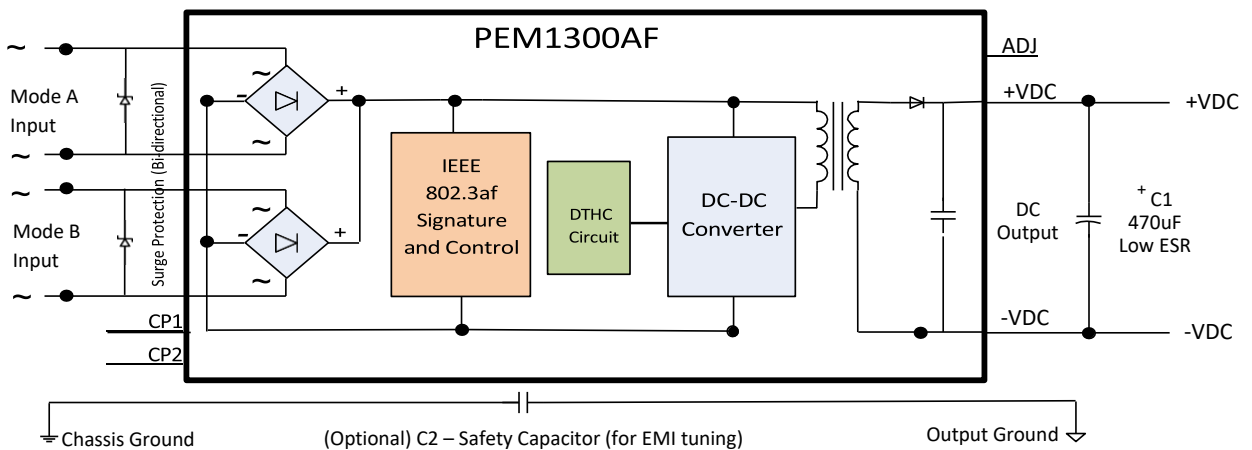 PEM1300AF
ADJ
~
Mode A
Input
~
~
Mode B
Input
~
Surge Protection (Bi-directional)
~
-
+
~
~
-
+
~
IEEE
802.3af
Signature
and Control
DTHC
Circuit
DC-DC
Converter
+VDC
+VDC
DC
Output
+
C1
470uF
Low ESR
-VDC
-VDC
CP1
CP2
Chassis Ground
(Optional) C2 – Safety Capacitor (for EMI tuning)
Output Ground